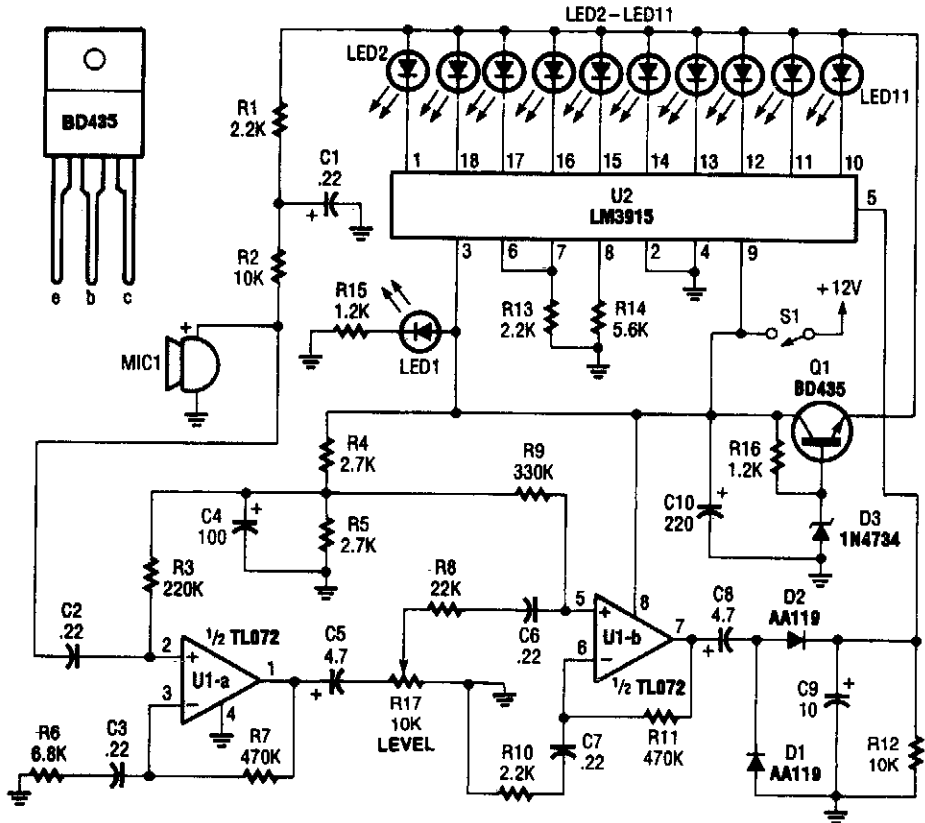 LED2–LED11
LED2
LED11
BD435
e b c
R1
2.2K
C1
.22
+
R2
10K
+
MIC1
1 18 17 16 15 14 13 12 11 10
U2
LM3915
5
3 6 7 8 2 4 9
R15
1.2K
LED1
R13
2.2K
R14
5.6K
+12V
S1
Q1
BD435
R4
2.7K
R9
330K
R16
1.2K
C4
100
+
R5
2.7K
C10
220
+
D3
1N4734
R3
220K
R8
22K
C2
.22
1/2 TL072
2
+
U1-a
3
–
1
4
C5
4.7
+
R17
10K
LEVEL
C6
.22
5
+
8
U1-b
6
–
7
1/2 TL072
C8
4.7
+
D2
AA119
R6
6.8K
C3
.22
R7
470K
R10
2.2K
C7
.22
R11
470K
D1
AA119
C9
10
+
R12
10K